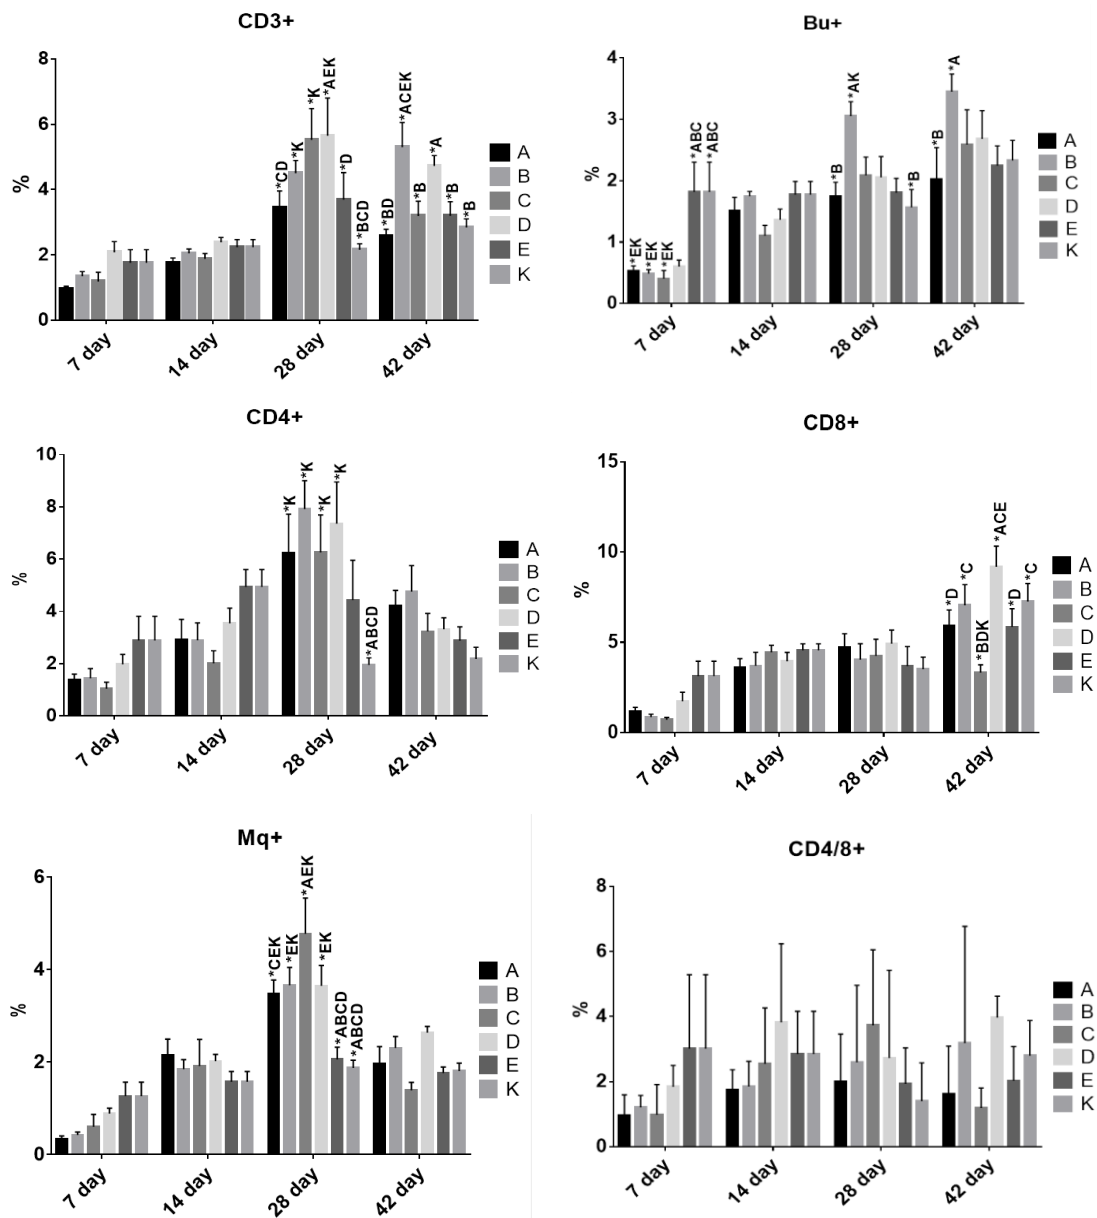 CD3+
8
6
4
2
0
%
*CD
*K
*K
*AEK
*D
*BCD
*BD
*ACEK
*B
*A
*B
*B
7 day
14 day
28 day
42 day
A
B
C
D
E
K
Bu+
4
3
2
1
0
%
*EK
*EK
*EK
*ABC
*ABC
*B
*AK
*B
*B
*A
7 day
14 day
28 day
42 day
A
B
C
D
E
K
CD4+
10
8
6
4
2
0
%
*K
*K
*K
*K
*ABCD
7 day
14 day
28 day
42 day
A
B
C
D
E
K
CD8+
15
10
5
0
%
*D
*C
*BDK
*ACE
*D
*C
7 day
14 day
28 day
42 day
A
B
C
D
E
K
Mq+
6
4
2
0
%
*CEK
*EK
*AEK
*EK
*ABCD
*ABCD
7 day
14 day
28 day
42 day
A
B
C
D
E
K
CD4/8+
8
6
4
2
0
%
7 day
14 day
28 day
42 day
A
B
C
D
E
K